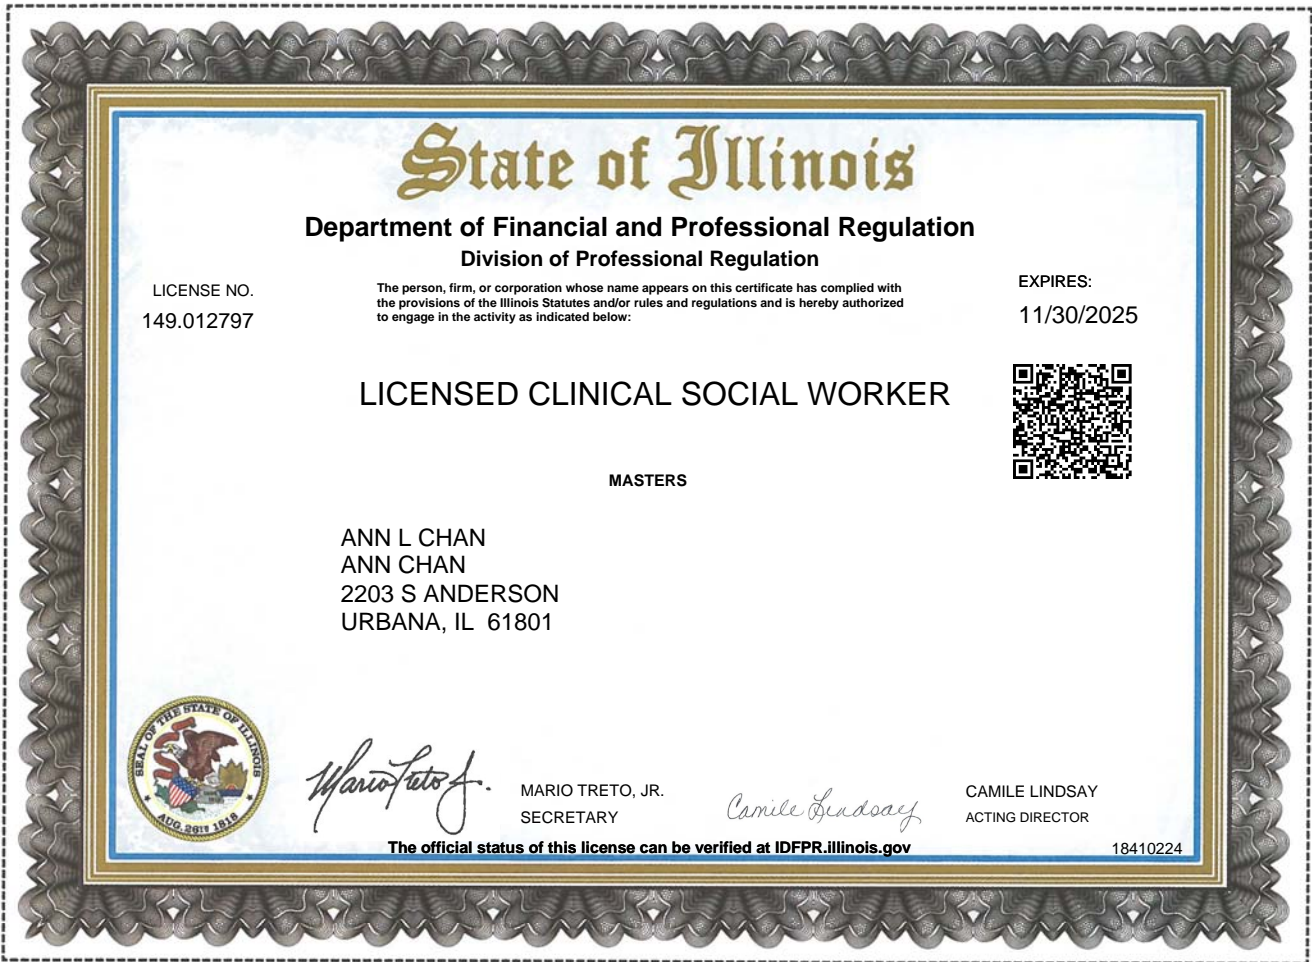 State of Illinois
Department of Financial and Professional Regulation
Division of Professional Regulation
LICENSE NO.
149.012797
The person, firm, or corporation whose name appears on this certificate has complied with
the provisions of the Illinois Statutes and/or rules and regulations and is hereby authorized
to engage in the activity as indicated below:
EXPIRES:
11/30/2025
LICENSED CLINICAL SOCIAL WORKER
MASTERS
ANN L CHAN
ANN CHAN
2203 S ANDERSON
URBANA, IL 61801
SEAL OF THE STATE OF ILLINOIS
AUG. 26TH 1818
Mario Treto Jr.
MARIO TRETO, JR.
SECRETARY
Camile Lindsay
CAMILE LINDSAY
ACTING DIRECTOR
The official status of this license can be verified at IDFPR.illinois.gov
18410224